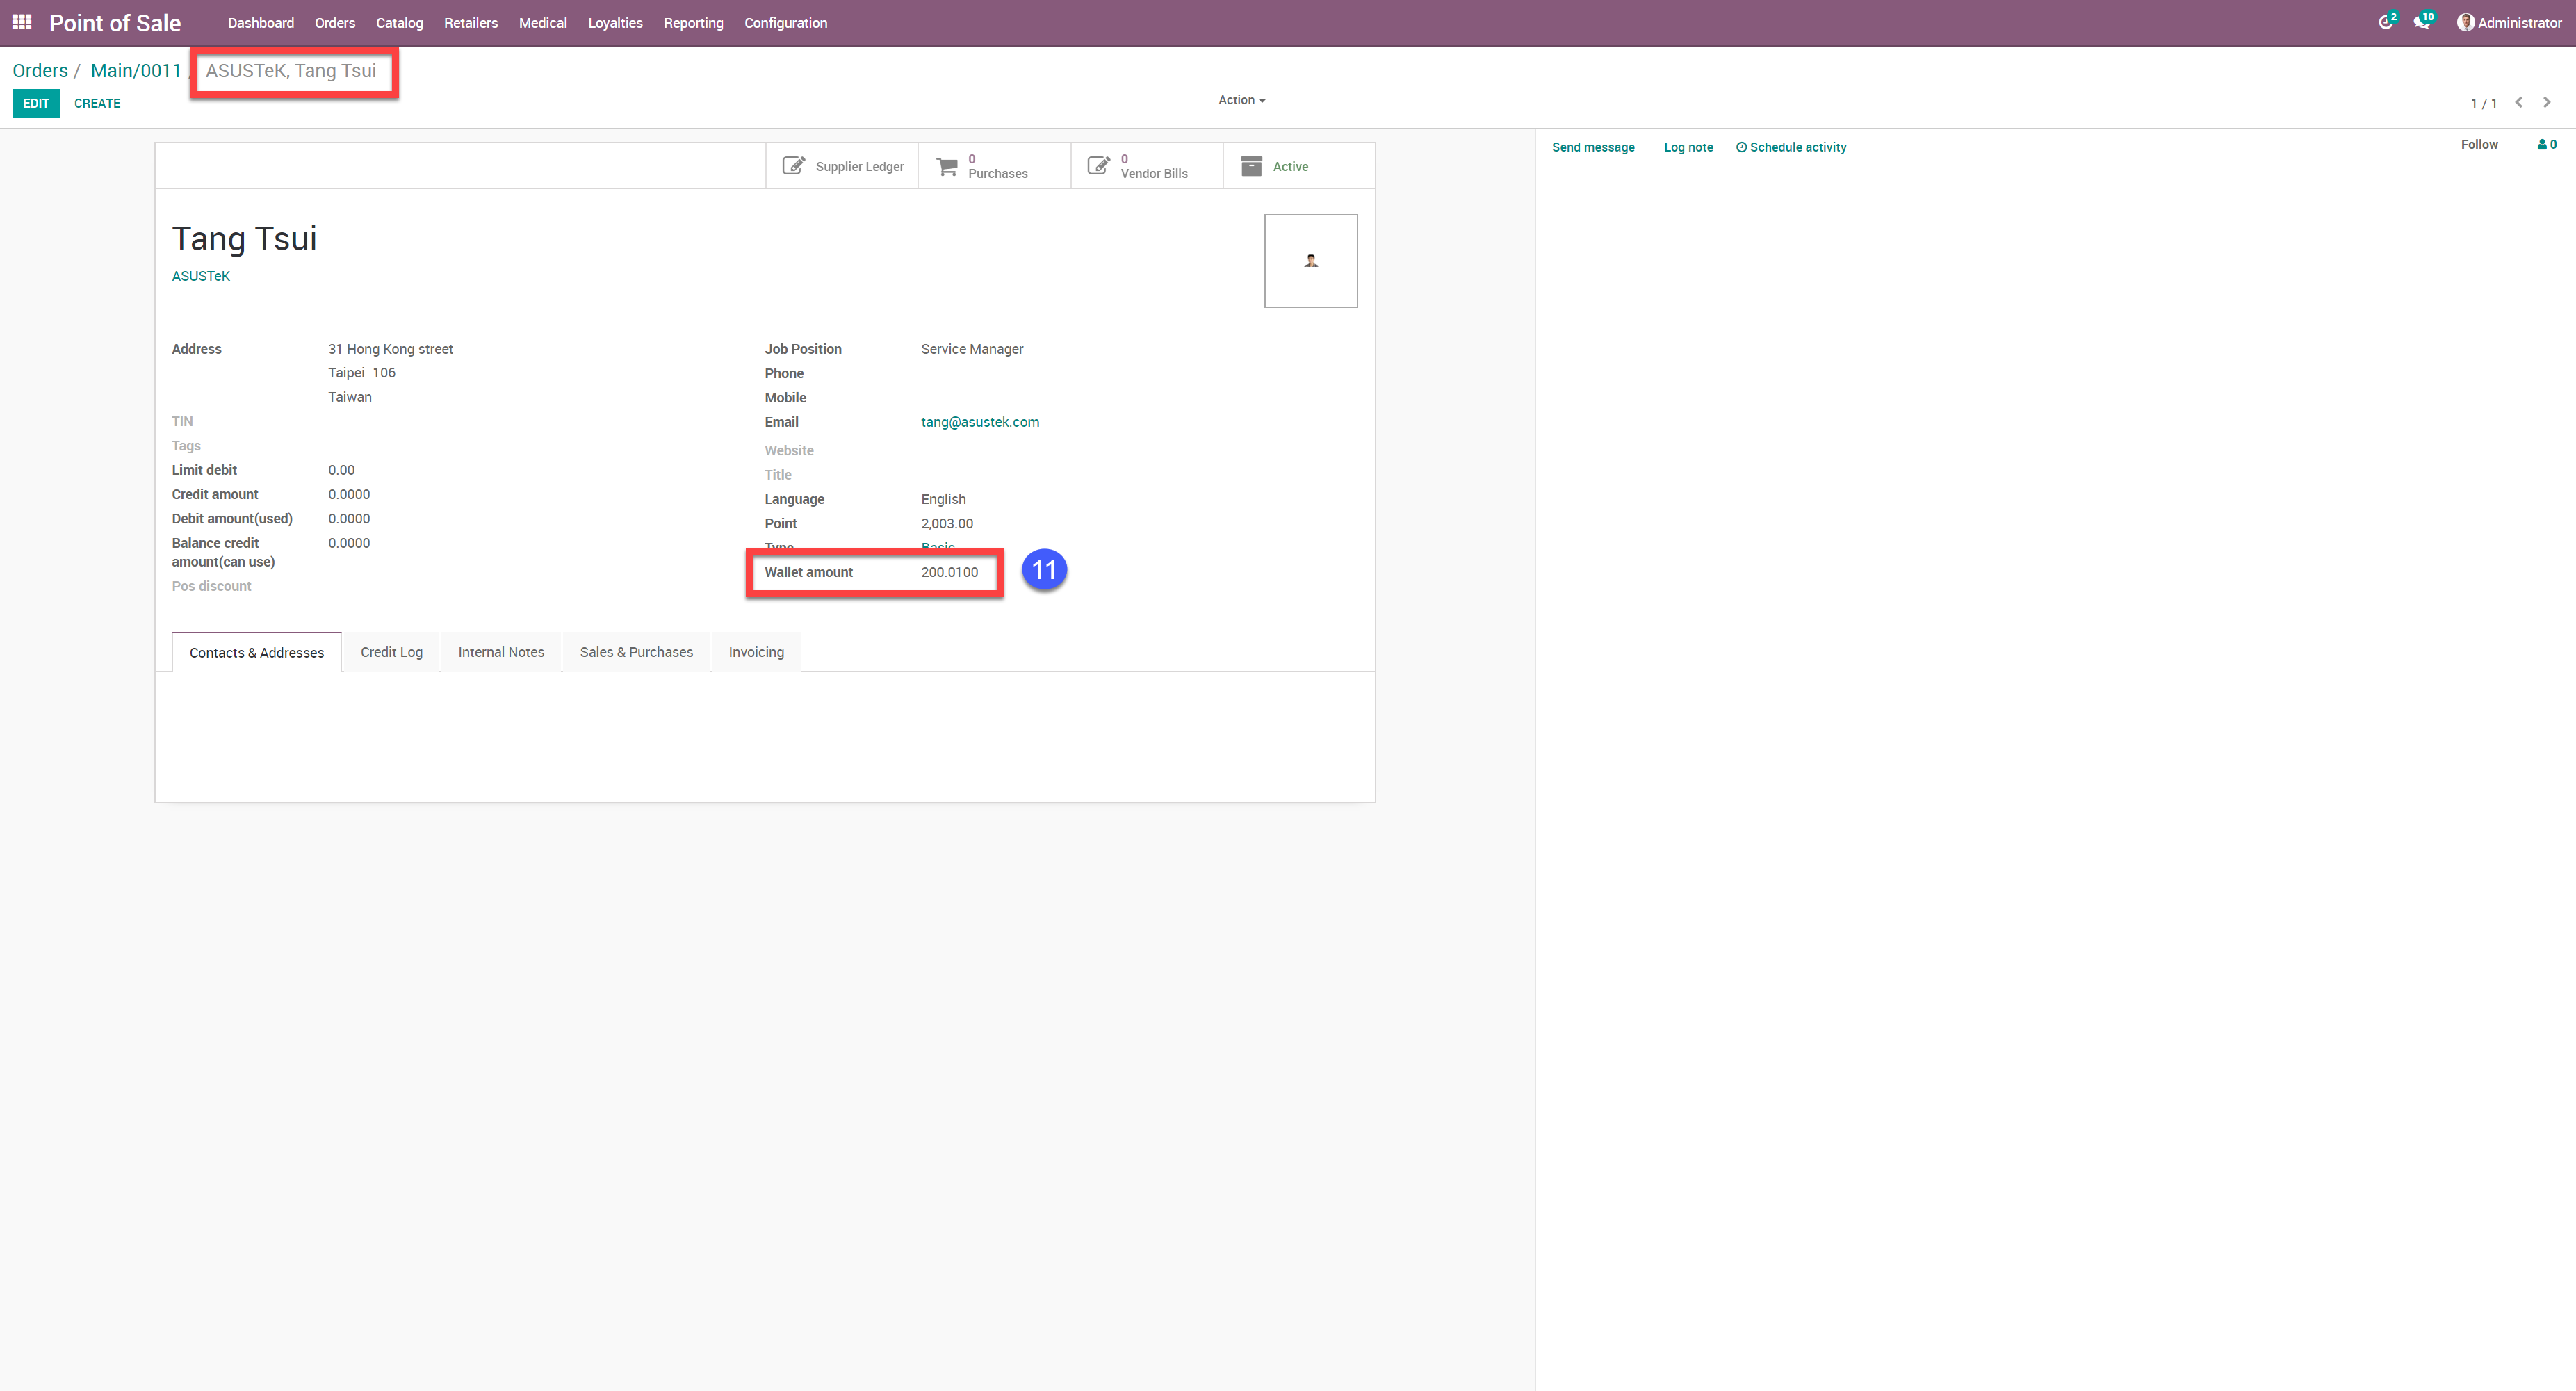 Point of Sale Dashboard Orders Catalog Retailers Medical Loyalties Reporting Configuration 2 10 Administrator
Orders / Main/0011 / ASUSTeK, Tang Tsui
EDIT CREATE Action 1 / 1
Supplier Ledger 0 Purchases 0 Vendor Bills Active
Send message Log note Schedule activity Follow 0
Tang Tsui
ASUSTeK
Address 31 Hong Kong street
Taipei 106
Taiwan
TIN
Tags
Limit debit 0.00
Credit amount 0.0000
Debit amount(used) 0.0000
Balance credit amount(can use) 0.0000
Pos discount
Job Position Service Manager
Phone
Mobile
Email tang@asustek.com
Website
Title
Language English
Point 2,003.00
Type Basic
Wallet amount 200.0100
11
Contacts & Addresses Credit Log Internal Notes Sales & Purchases Invoicing